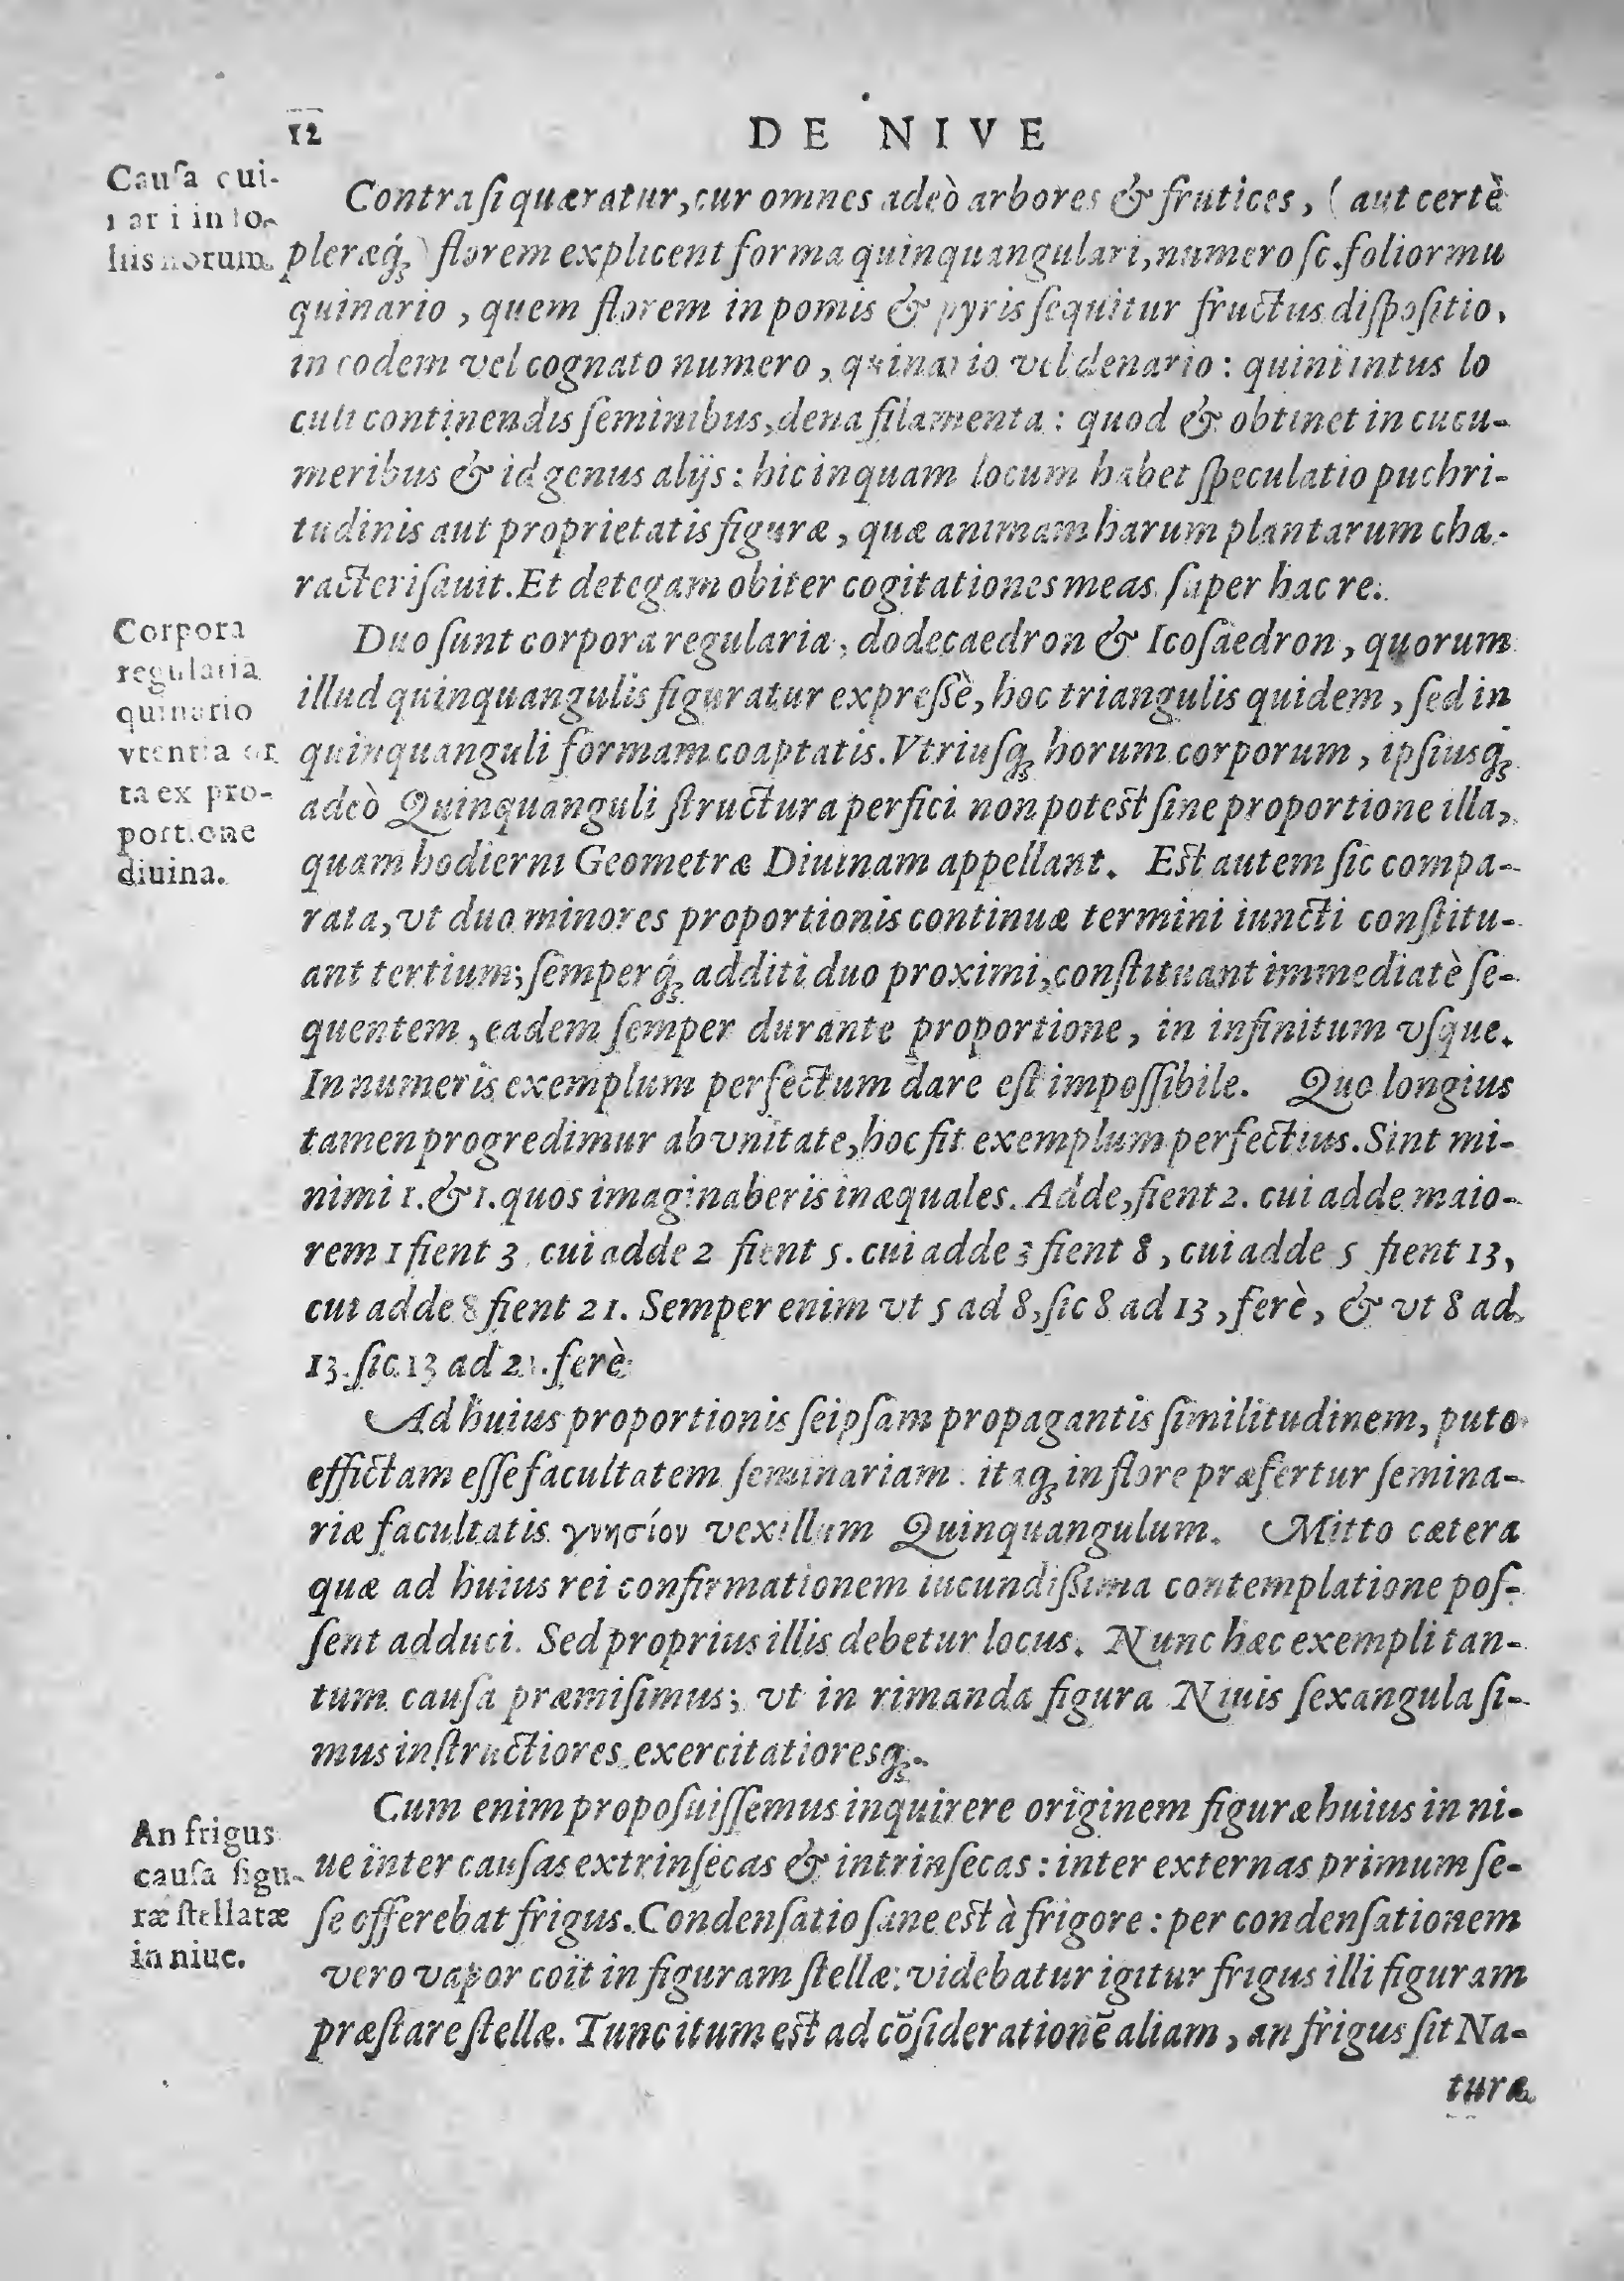 12
DE NIVE
Cauſa qui-
nari in fo-
liis florum.
Contra ſi quæratur, cur omnes adeò arbores & frutices, ( aut certè
pleræq́ꝫ ) florem explicent forma quinquangulari, numero ſc. foliormu
quinario , quem florem in pomis & pyris ſequitur fructus diſpoſitio,
in eodem vel cognato numero , quinario vel denario : quini intus lo
culi continendis ſeminibus, dena filamenta : quod & obtinet in cucu-
meribus & id genus alijs : hic inquam locum habet ſpeculatio puchri-
tudinis aut proprietatis figuræ , quæ animam harum plantarum cha-
racteriſauit. Et detegam obiter cogitationes meas ſuper hac re.
Corpora
regularia
quinario
vtentia or
ta ex pro-
portione
diuina.
Duo ſunt corpora regularia, dodecaedron & Icoſaedron , quorum
illud quinquangulis figuratur expreſſè, hoc triangulis quidem , ſed in
quinquanguli formam coaptatis. Vtriuſq́ꝫ horum corporum , ipſiusq́ꝫ
adeò Quinquanguli ſtructura perfici non poteſt ſine proportione illa,
quam hodierni Geometræ Diuinam appellant. Eſt autem ſic compa-
rata, vt duo minores proportionis continuæ termini iuncti conſtitu-
ant tertium; ſemperq́ꝫ additi duo proximi, conſtituant immediatè ſe-
quentem , eadem ſemper durante proportione, in infinitum vſque.
In numeris exemplum perfectum dare eſt impoſſibile. Quo longius
tamen progredimur ab vnitate, hoc fit exemplum perfectius. Sint mi-
nimi 1. & 1. quos imaginaberis inæquales. Adde, fient 2. cui adde maio-
rem 1 fient 3 , cui adde 2 fient 5. cui adde 3 fient 8 , cui adde 5 fient 13,
cui adde 8 fient 21. Semper enim vt 5 ad 8, ſic 8 ad 13 , ferè , & vt 8 ad
13. ſic 13 ad 21. ferè.
Ad huius proportionis ſeipſam propagantis ſimilitudinem, puto
effictam eſſe facultatem ſeminariam : itaq́ꝫ in flore præfertur ſemina-
riæ facultatis γνησίον vexillum Quinquangulum. Mitto cætera
quæ ad huius rei confirmationem iucundiſſima contemplatione poſ-
ſent adduci. Sed proprius illis debetur locus. Nunc hæc exempli tan-
tum cauſa præmiſimus; vt in rimanda figura Niuis ſexangula ſi-
mus inſtructiores exercitatioresq́ꝫ.
An frigus
cauſa figu-
ræ ſtellatæ
in niue.
Cum enim propoſuiſſemus inquirere originem figuræ huius in ni-
ue inter cauſas extrinſecas & intrinſecas : inter externas primum ſe-
ſe offerebat frigus. Condenſatio ſane eſt à frigore : per condenſationem
vero vapor coit in figuram ſtellæ: videbatur igitur frigus illi figuram
præſtare ſtellæ. Tunc itum eſt ad cõſiderationẽ aliam , an frigus ſit Na-
turæ